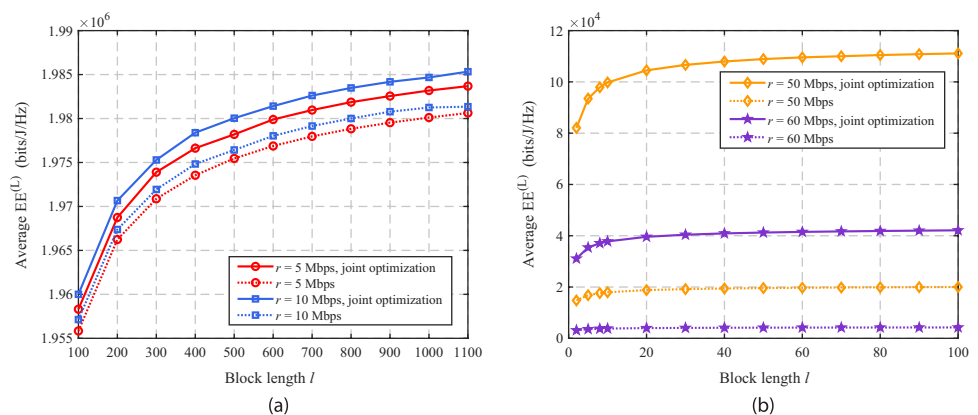 ×10⁶
1.99
1.985
1.98
1.975
1.97
1.965
1.96
1.955
Average EE⁽ᴸ⁾ (bits/J/Hz)
r = 5 Mbps, joint optimization
r = 5 Mbps
r = 10 Mbps, joint optimization
r = 10 Mbps
100 200 300 400 500 600 700 800 900 1000 1100
Block length l
(a)
×10⁴
12
10
8
6
4
2
0
Average EE⁽ᴸ⁾ (bits/J/Hz)
r = 50 Mbps, joint optimization
r = 50 Mbps
r = 60 Mbps, joint optimization
r = 60 Mbps
0 20 40 60 80 100
Block length l
(b)